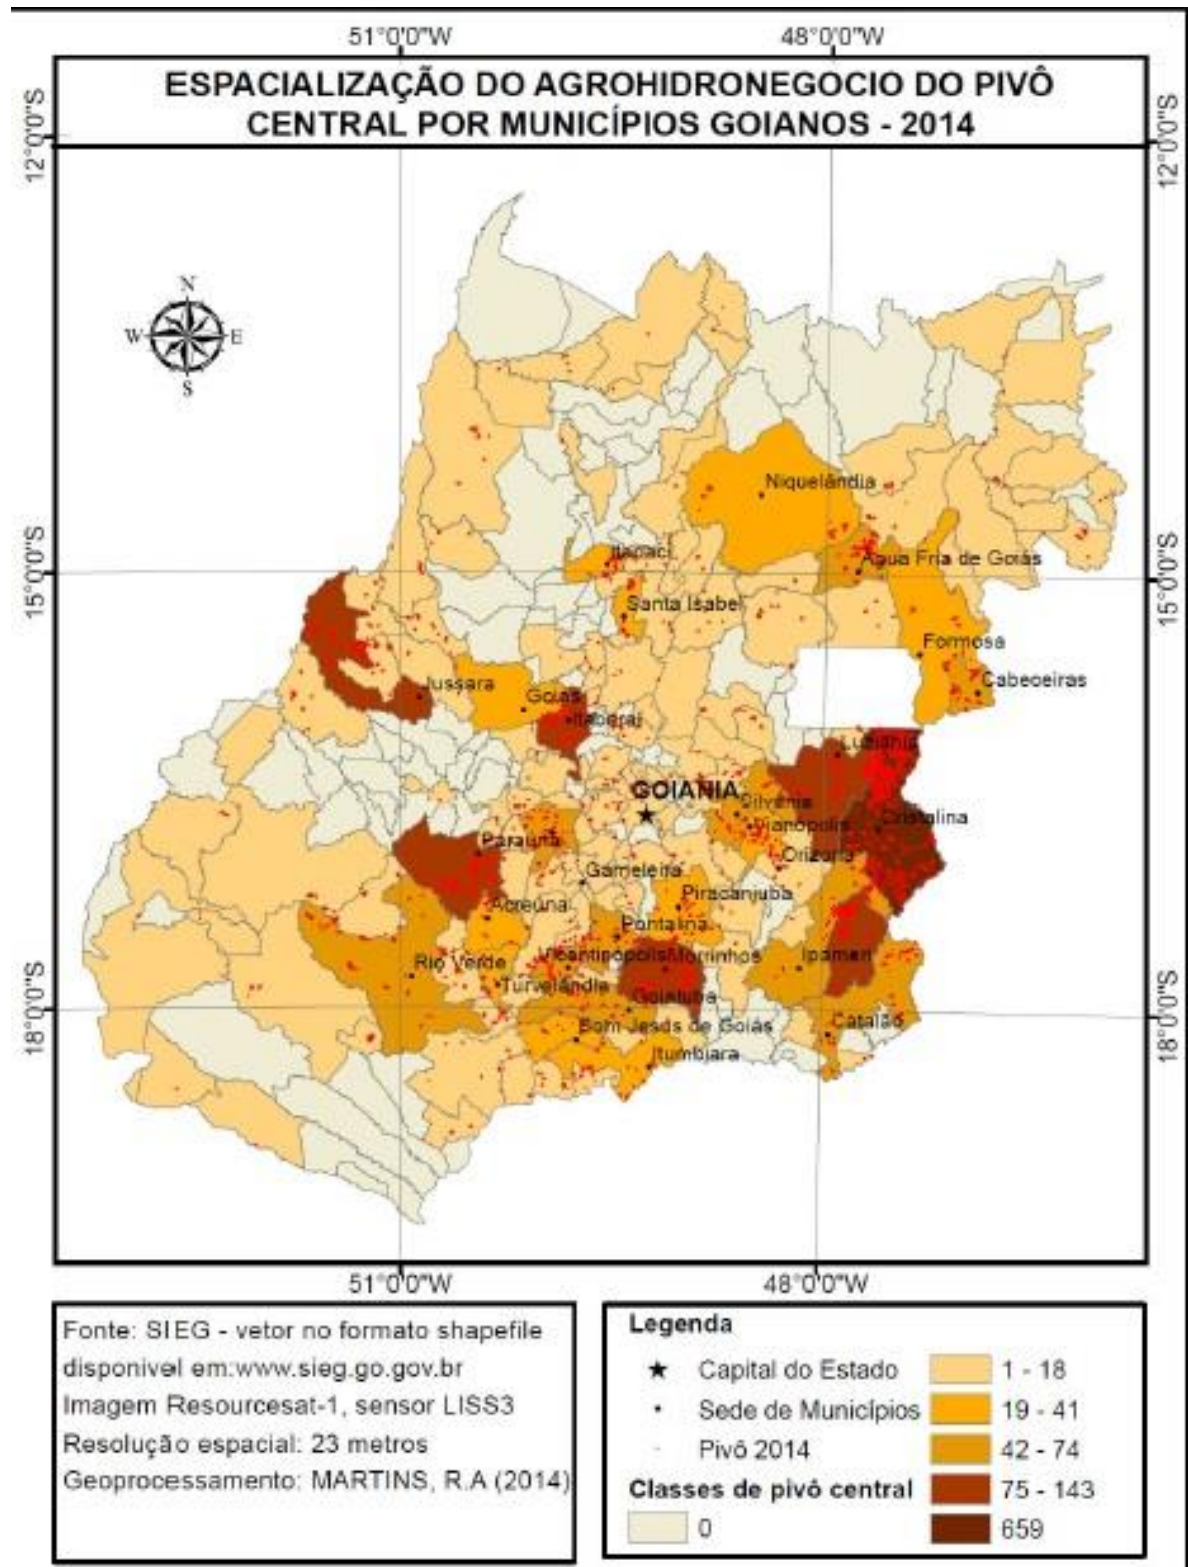 51°0'0"W 48°0'0"W
ESPACIALIZAÇÃO DO AGROHIDRONEGOCIO DO PIVÔ
CENTRAL POR MUNICÍPIOS GOIANOS - 2014
12°0'0"S 12°0'0"S
N
W E
S
Niquelândia
Itapaci
Água Fria de Goiás
15°0'0"S 15°0'0"S
Santa Isabel
Formosa
Cabeceiras
Jussara
Goiás
Itaberaí
Luziânia
GOIANIA
Silvânia
Vianópolis
Cristalina
Paraúna
Orizona
Gameleira
Piracanjuba
Acreúna
Pontalina
Vicentinópolis Morrinhos
Rio Verde
Ipameri
Turvelândia
Goiatuba
18°0'0"S 18°0'0"S
Bom Jesus de Goiás
Catalão
Itumbiara
51°0'0"W 48°0'0"W
Fonte: SIEG - vetor no formato shapefile
disponivel em:www.sieg.go.gov.br
Imagem Resourcesat-1, sensor LISS3
Resolução espacial: 23 metros
Geoprocessamento: MARTINS, R.A (2014)
Legenda
Capital do Estado
Sede de Municípios
Pivô 2014
Classes de pivô central
0
1 - 18
19 - 41
42 - 74
75 - 143
659